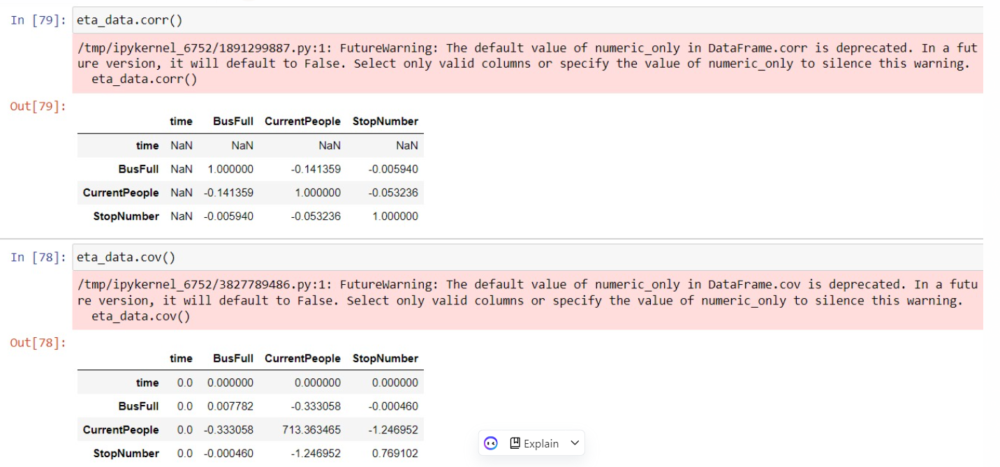 In [79]: eta_data.corr()
/tmp/ipykernel_6752/1891299887.py:1: FutureWarning: The default value of numeric_only in DataFrame.corr is deprecated. In a fut
ure version, it will default to False. Select only valid columns or specify the value of numeric_only to silence this warning.
eta_data.corr()
Out[79]:
time BusFull CurrentPeople StopNumber
time NaN NaN NaN NaN
BusFull NaN 1.000000 -0.141359 -0.005940
CurrentPeople NaN -0.141359 1.000000 -0.053236
StopNumber NaN -0.005940 -0.053236 1.000000
In [78]: eta_data.cov()
/tmp/ipykernel_6752/3827789486.py:1: FutureWarning: The default value of numeric_only in DataFrame.cov is deprecated. In a futu
re version, it will default to False. Select only valid columns or specify the value of numeric_only to silence this warning.
eta_data.cov()
Out[78]:
time BusFull CurrentPeople StopNumber
time 0.0 0.000000 0.000000 0.000000
BusFull 0.0 0.007782 -0.333058 -0.000460
CurrentPeople 0.0 -0.333058 713.363465 -1.246952
StopNumber 0.0 -0.000460 -1.246952 0.769102
Explain